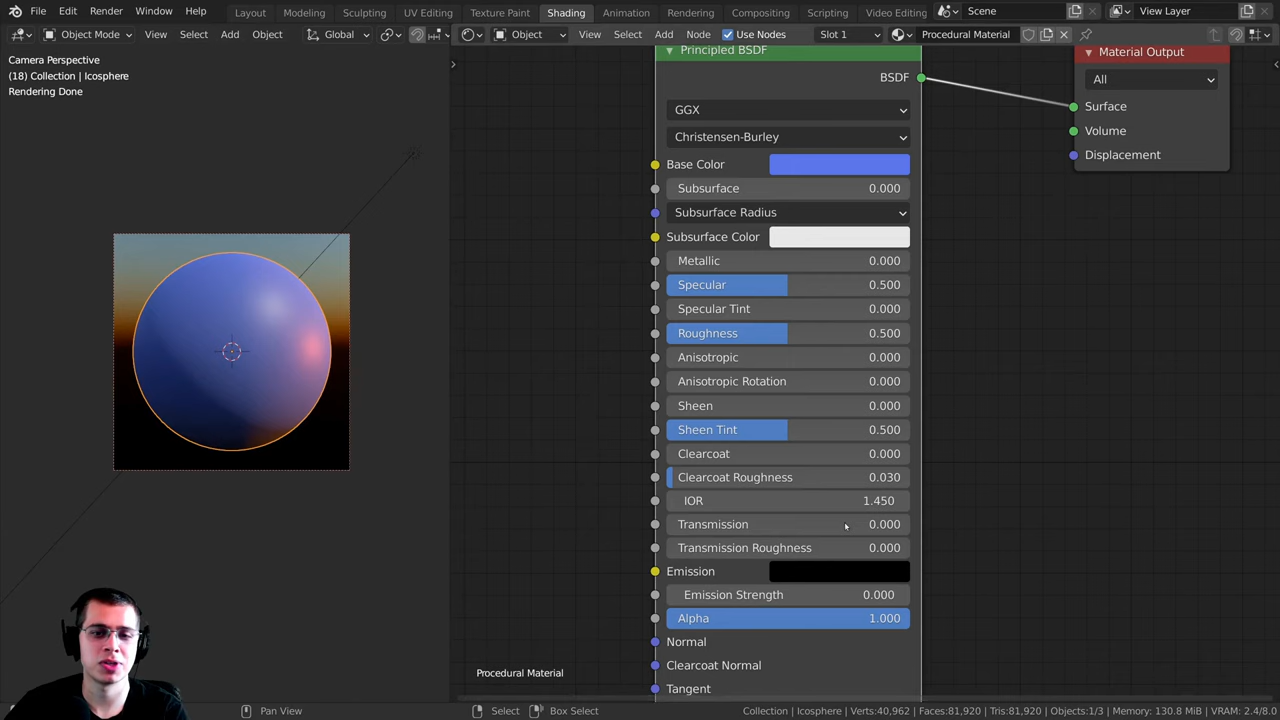 File Edit Render Window Help Layout Modeling Sculpting UV Editing Texture Paint Shading Animation Rendering Compositing Scripting Video Editing Scene View Layer
Object Mode View Select Add Object Global Object View Select Add Node Use Nodes Slot 1 Procedural Material
Camera Perspective
(18) Collection | Icosphere
Rendering Done
Principled BSDF
BSDF
GGX
Christensen-Burley
Base Color
Subsurface 0.000
Subsurface Radius
Subsurface Color
Metallic 0.000
Specular 0.500
Specular Tint 0.000
Roughness 0.500
Anisotropic 0.000
Anisotropic Rotation 0.000
Sheen 0.000
Sheen Tint 0.500
Clearcoat 0.000
Clearcoat Roughness 0.030
IOR 1.450
Transmission 0.000
Transmission Roughness 0.000
Emission
Emission Strength 0.000
Alpha 1.000
Normal
Clearcoat Normal
Tangent
Material Output
All
Surface
Volume
Displacement
Procedural Material
Pan View Select Box Select Collection | Icosphere | Verts:40,962 | Faces:81,920 | Tris:81,920 | Objects:1/3 | Memory: 130.8 MiB | VRAM: 2.4/8.0